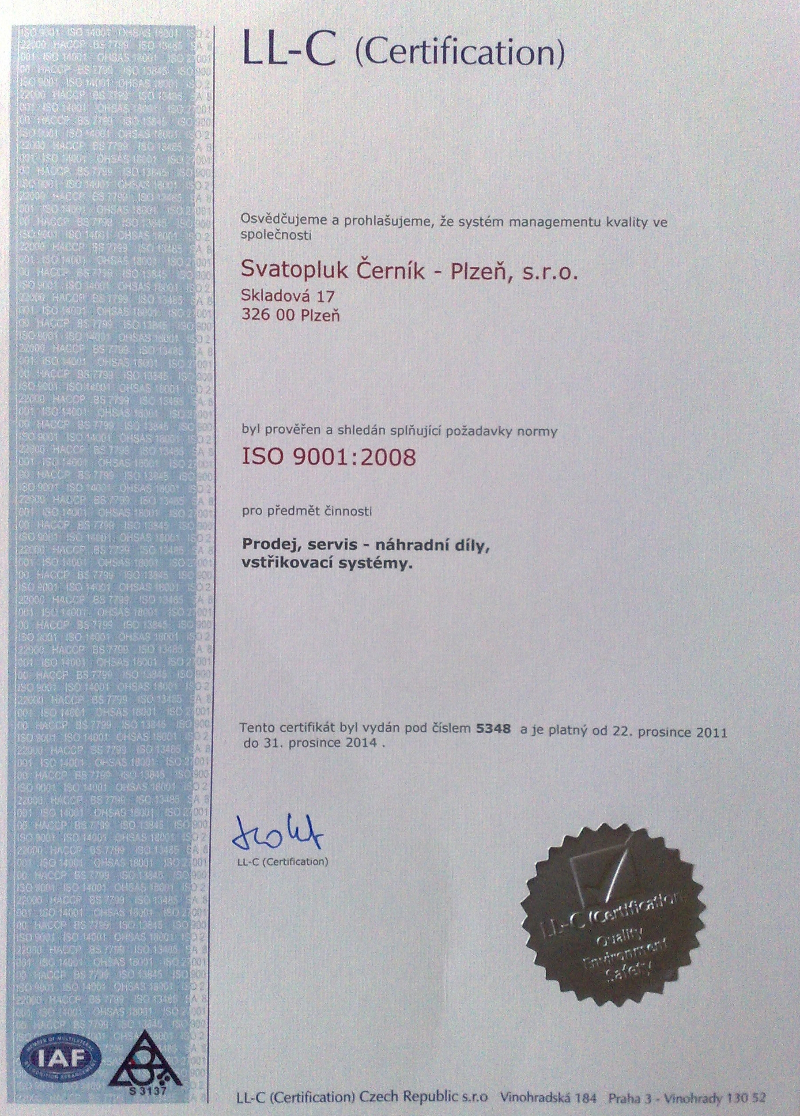 LL-C (Certification)
Osvědčujeme a prohlašujeme, že systém managementu kvality ve
společnosti
Svatopluk Černík - Plzeň, s.r.o.
Skladová 17
326 00 Plzeň
byl prověřen a shledán splňující požadavky normy
ISO 9001:2008
pro předmět činnosti
Prodej, servis - náhradní díly,
vstřikovací systémy.
Tento certifikát byl vydán pod číslem 5348 a je platný od 22. prosince 2011
do 31. prosince 2014 .
LL-C (Certification)
LL-C (Certification)
Quality
Environment
Safety
IAF
S 3137
LL-C (Certification) Czech Republic s.r.o Vinohradská 184 Praha 3 - Vinohrady 130 52